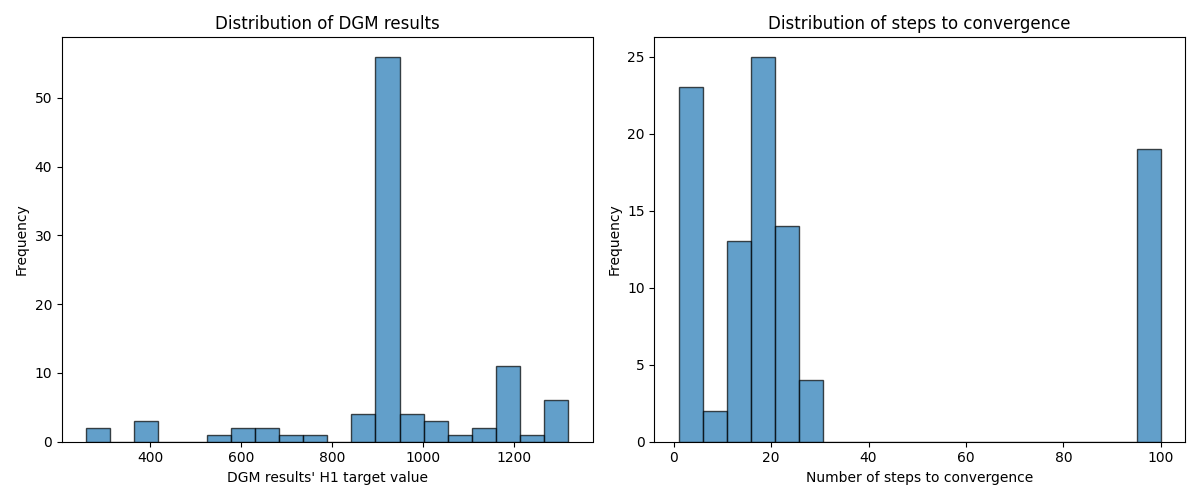 Distribution of DGM results
Frequency
50
40
30
20
10
0
400 600 800 1000 1200
DGM results' H1 target value
Distribution of steps to convergence
Frequency
25
20
15
10
5
0
0 20 40 60 80 100
Number of steps to convergence